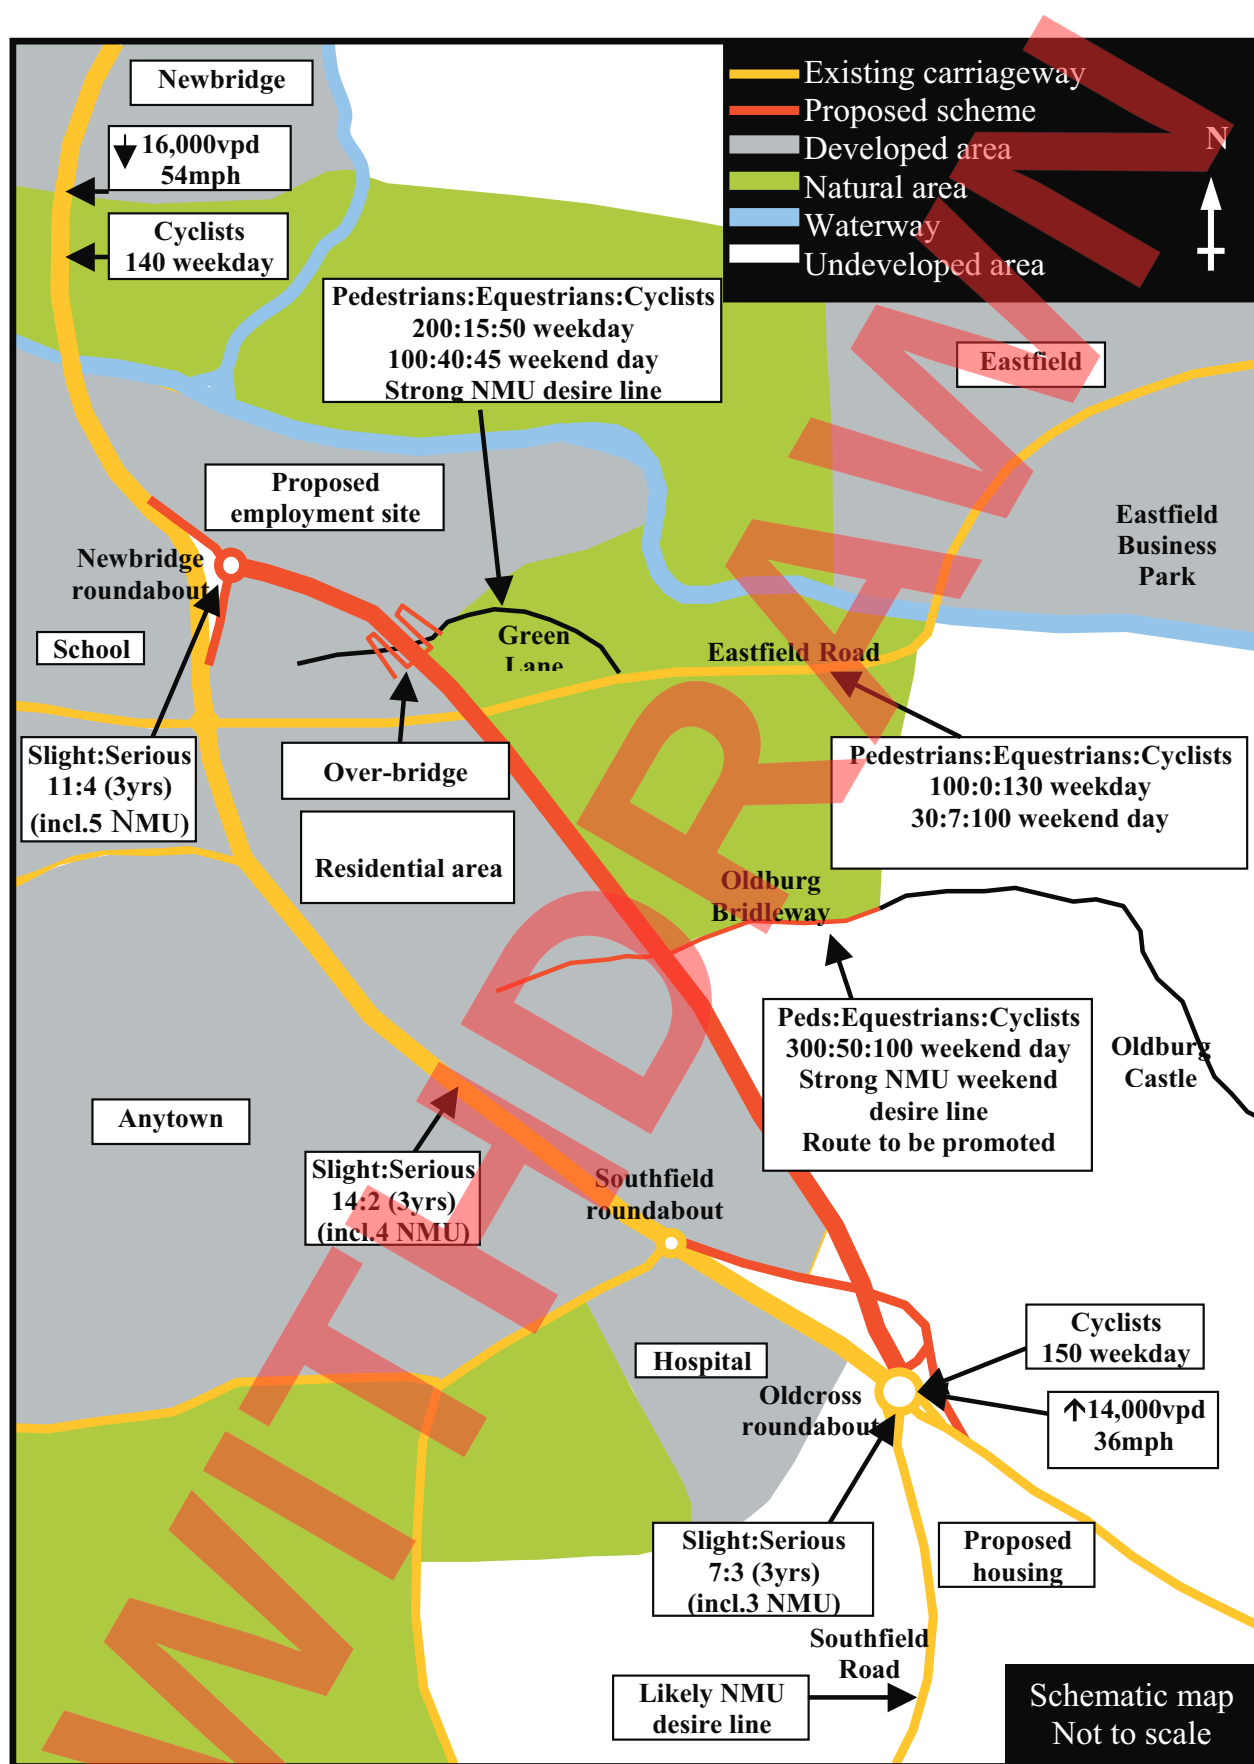 Existing carriageway
Proposed scheme
Developed area
Natural area
Waterway
Undeveloped area
N
Newbridge
16,000vpd
54mph
Cyclists
140 weekday
Pedestrians:Equestrians:Cyclists
200:15:50 weekday
100:40:45 weekend day
Strong NMU desire line
Eastfield
Proposed
employment site
Eastfield
Business
Park
Newbridge
roundabout
School
Green
Lane
Eastfield Road
Slight:Serious
11:4 (3yrs)
(incl.5 NMU)
Over-bridge
Pedestrians:Equestrians:Cyclists
100:0:130 weekday
30:7:100 weekend day
Residential area
Oldburg
Bridleway
Peds:Equestrians:Cyclists
300:50:100 weekend day
Strong NMU weekend
desire line
Route to be promoted
Oldburg
Castle
Anytown
Slight:Serious
14:2 (3yrs)
(incl.4 NMU)
Southfield
roundabout
Hospital
Cyclists
150 weekday
Oldcross
roundabout
14,000vpd
36mph
Slight:Serious
7:3 (3yrs)
(incl.3 NMU)
Proposed
housing
Southfield
Road
Likely NMU
desire line
Schematic map
Not to scale
WITHDRAWN